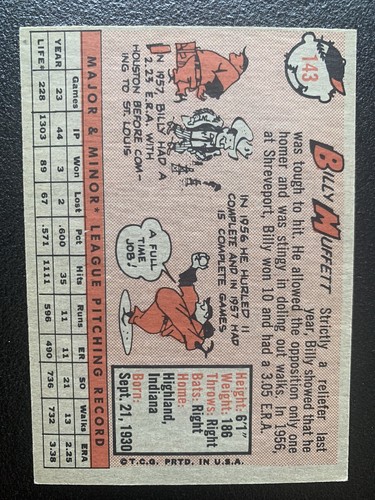 143
BILLY MUFFETT
Strictly a reliefer last
year, Billy showed that he
was tough to hit. He allowed the opposition only one
homer and was stingy in doling out walks. In 1956,
at Shreveport, Billy won 10 and had a 3.05 E.R.A.
IN 1957, BILLY HAD A
2.23 E.R.A. WITH
HOUSTON BEFORE COM-
ING TO ST. LOUIS
IN 1956 HE HURLED 11
COMPLETE AND IN 1957 HAD
15 COMPLETE GAMES
A FULL
TIME
JOB!
Height: 6'1"
Weight: 186
Throws: Right
Bats: Right
Home:
Highland,
Indiana
Born:
Sept. 21, 1930
MAJOR & MINOR* LEAGUE PITCHING RECORD
Games IP Won Lost Pct Hits Runs ER SO Walks ERA
YEAR 23 44 3 2 .600 35 11 11 21 13 2.25
LIFE* 228 1303 89 67 .571 1111 596 490 736 732 3.38
©T.C.G. PRTD. IN U.S.A.